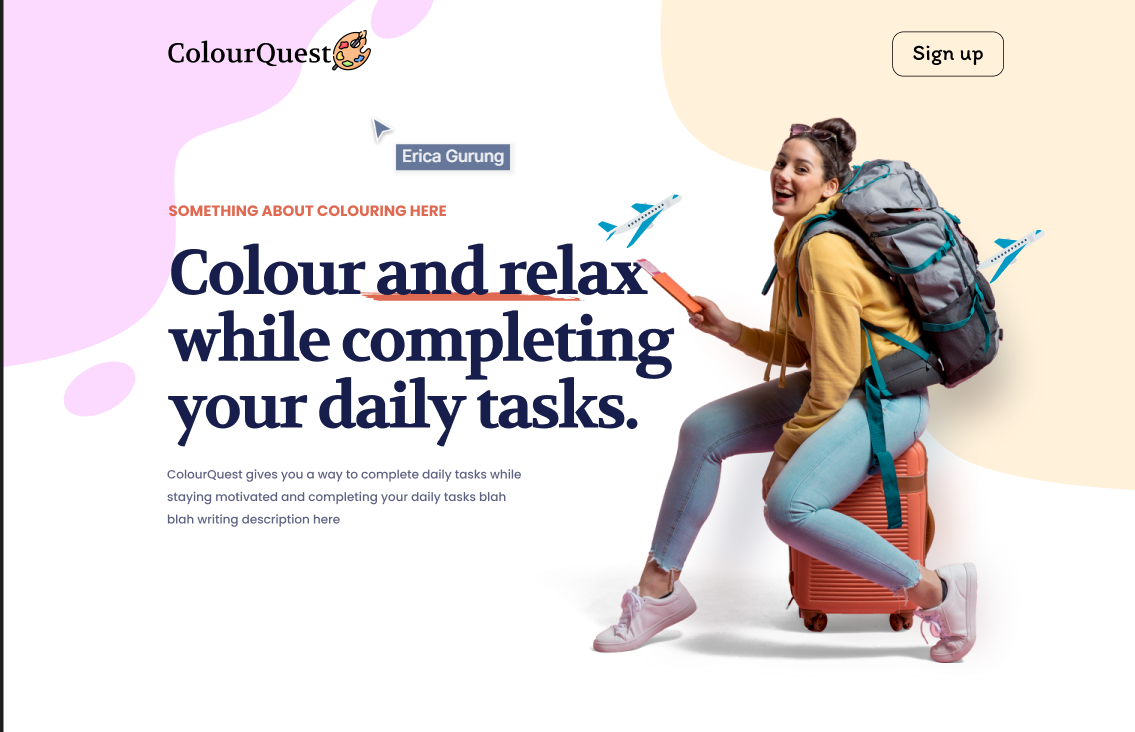 ColourQuest
Sign up
Erica Gurung
SOMETHING ABOUT COLOURING HERE
Colour and relax
while completing
your daily tasks.
ColourQuest gives you a way to complete daily tasks while
staying motivated and completing your daily tasks blah
blah writing description here